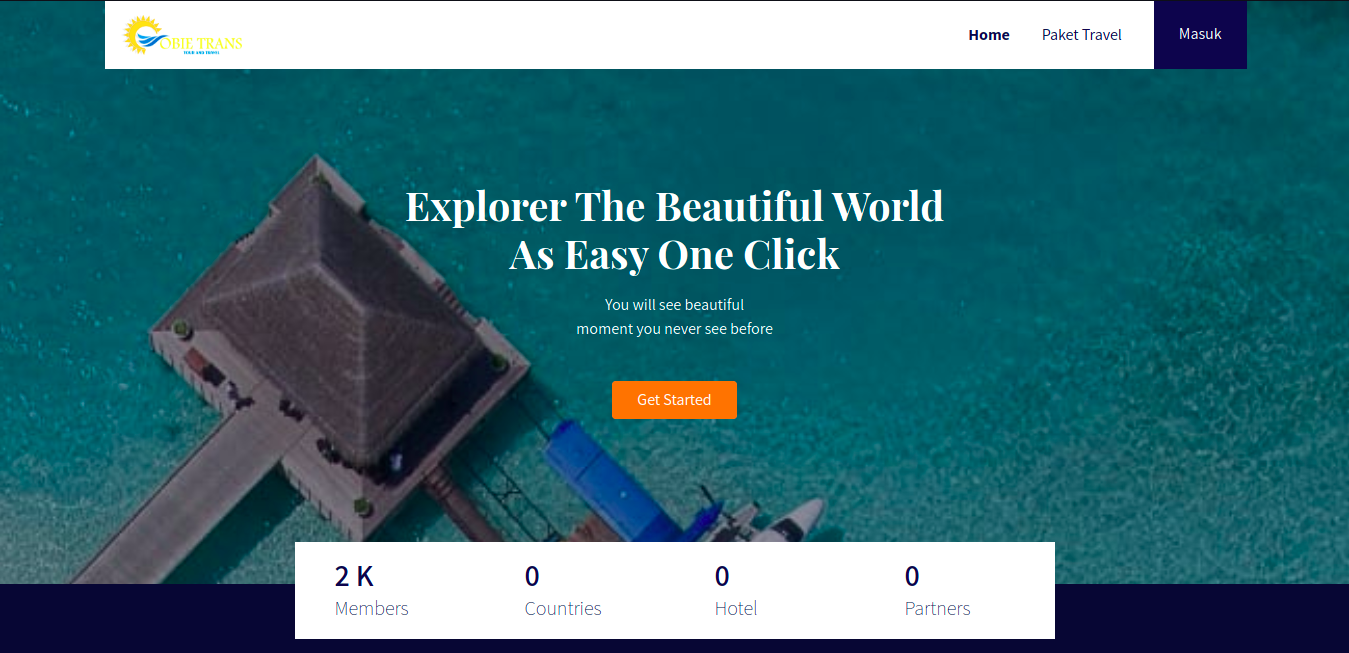 OBIE TRANS
TOUR AND TRAVEL
Home
Paket Travel
Masuk
Explorer The Beautiful World
As Easy One Click
You will see beautiful
moment you never see before
Get Started
2 K
Members
0
Countries
0
Hotel
0
Partners